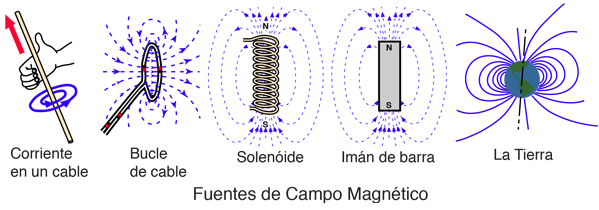 N
S
N
S
Corriente
en un cable
Bucle
de cable
Solenóide
Imán de barra
La Tierra
Fuentes de Campo Magnético